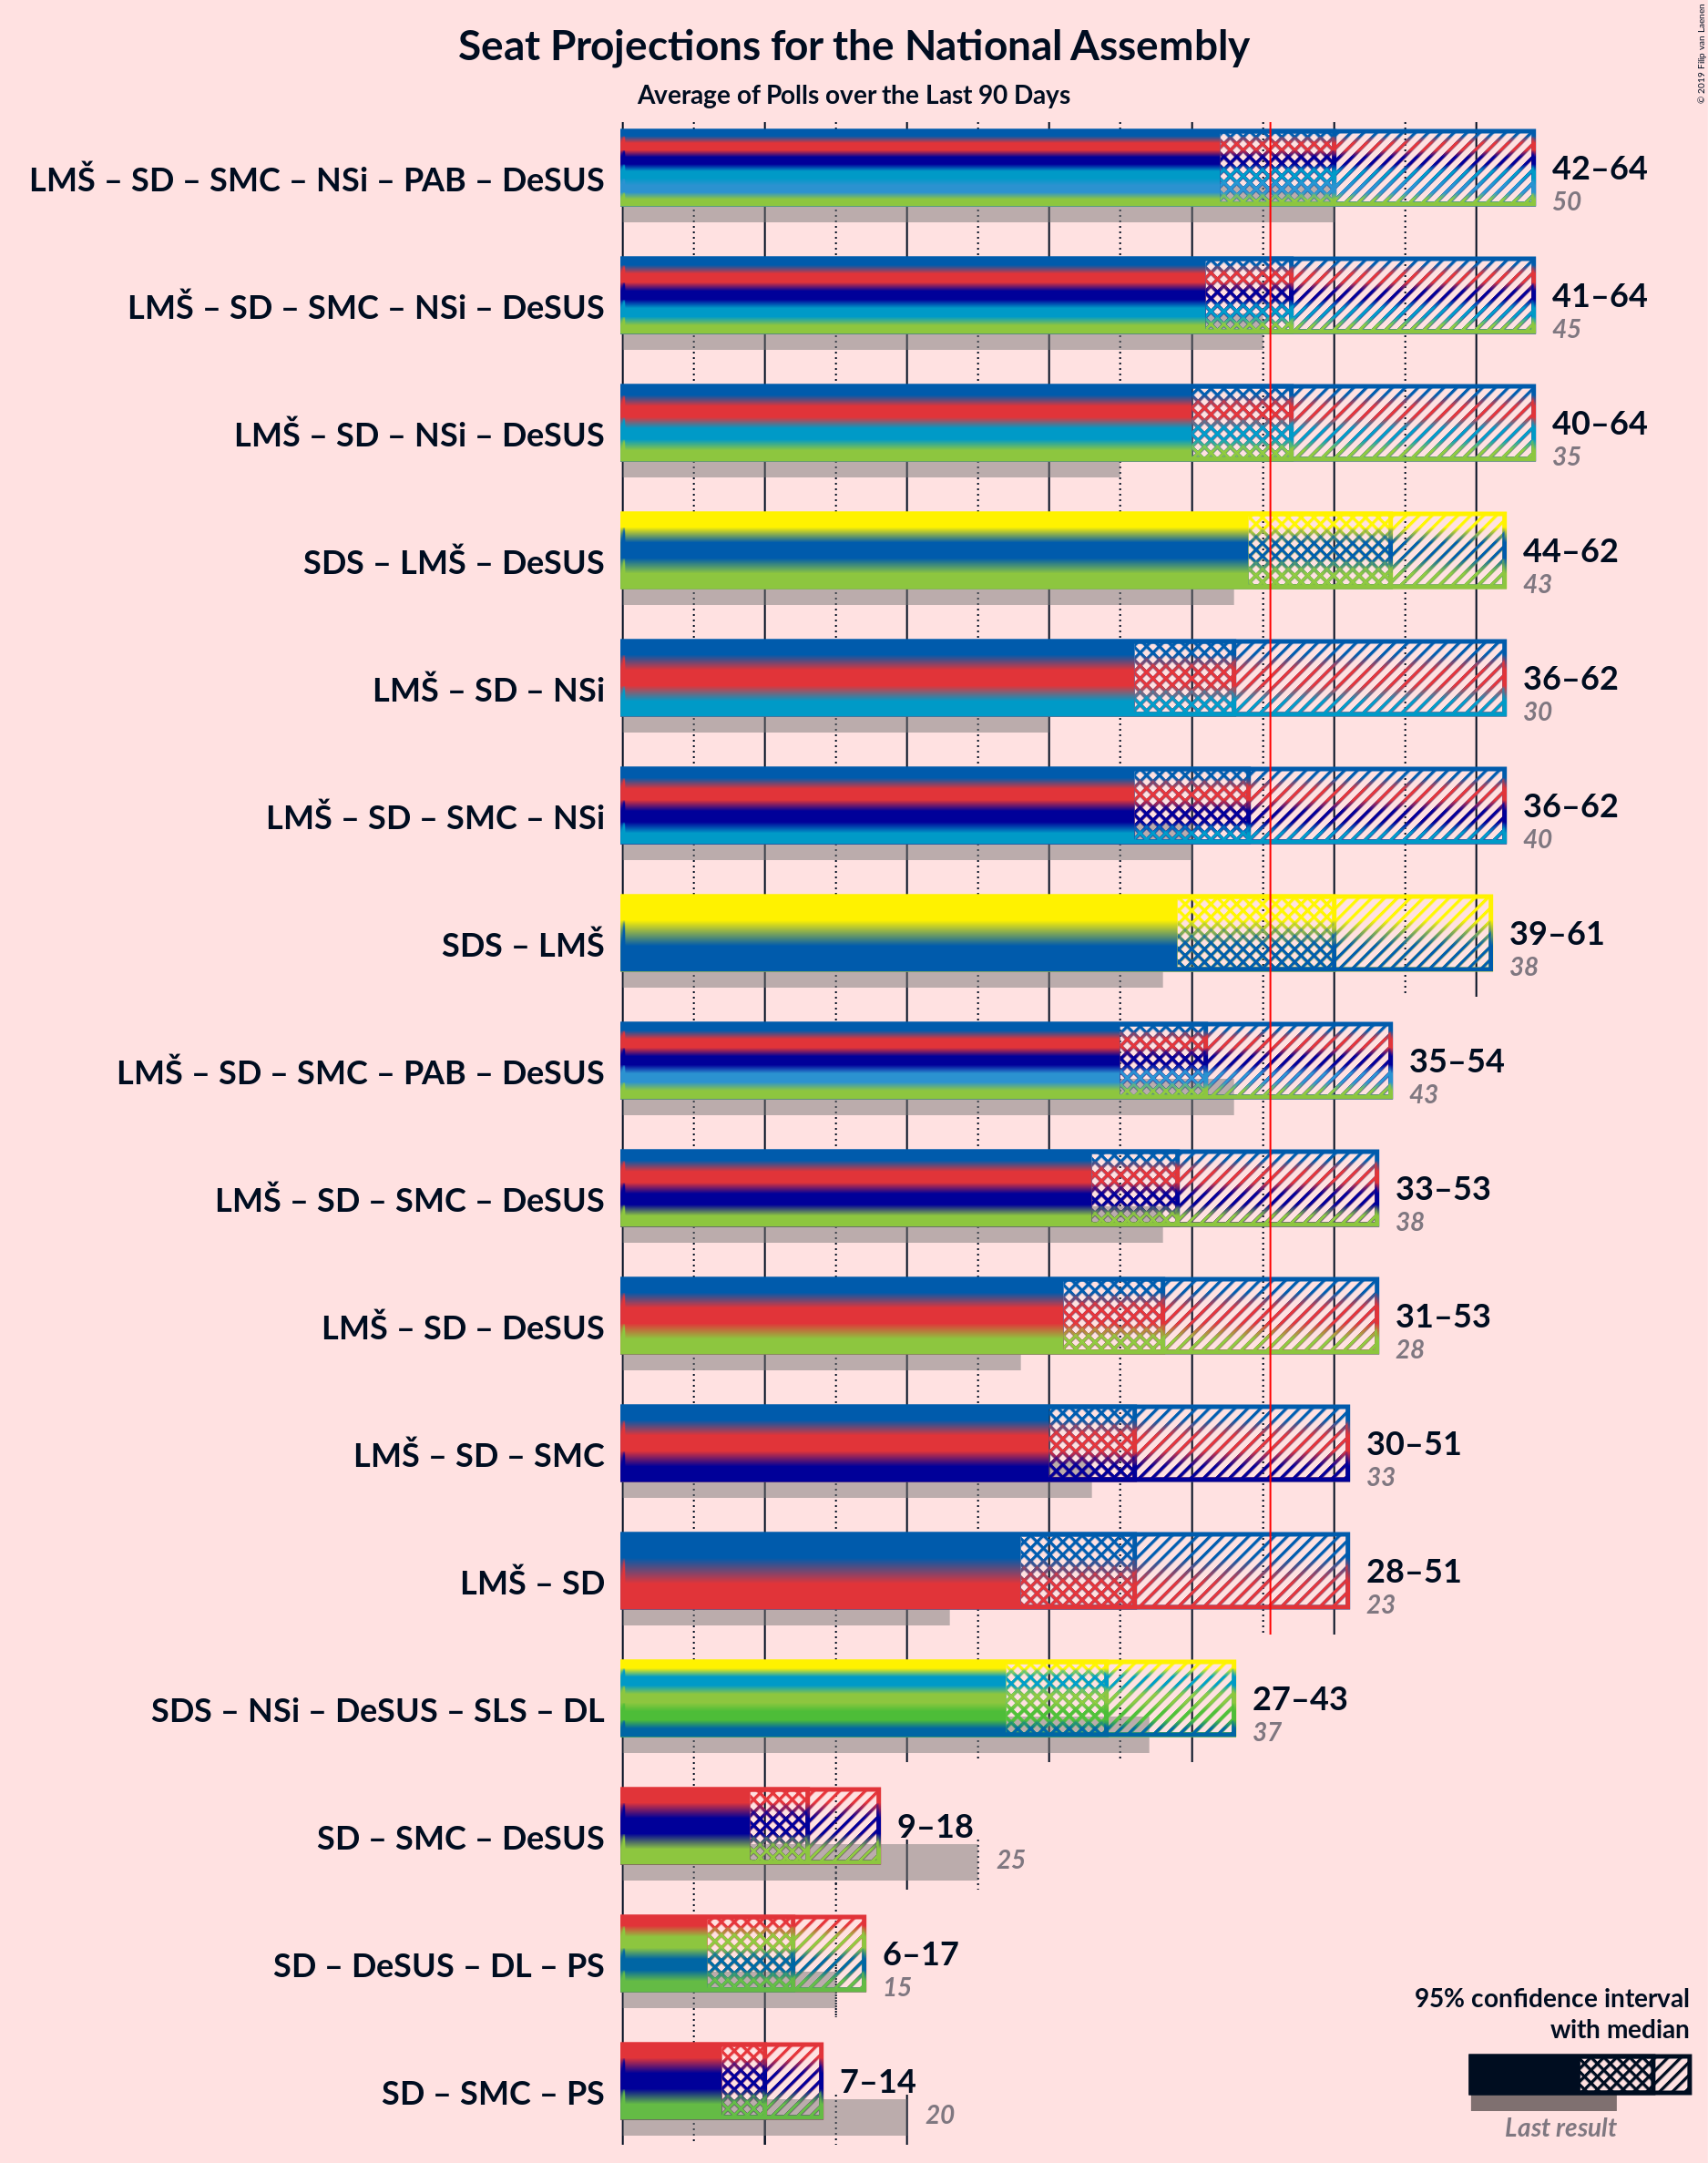 © 2019 Filip van Laenen
Seat Projections for the National Assembly
Average of Polls over the Last 90 Days
LMŠ – SD – SMC – NSi – PAB – DeSUS
42–64
50
LMŠ – SD – SMC – NSi – DeSUS
41–64
45
LMŠ – SD – NSi – DeSUS
40–64
35
SDS – LMŠ – DeSUS
44–62
43
LMŠ – SD – NSi
36–62
30
LMŠ – SD – SMC – NSi
36–62
40
SDS – LMŠ
39–61
38
LMŠ – SD – SMC – PAB – DeSUS
35–54
43
LMŠ – SD – SMC – DeSUS
33–53
38
LMŠ – SD – DeSUS
31–53
28
LMŠ – SD – SMC
30–51
33
LMŠ – SD
28–51
23
SDS – NSi – DeSUS – SLS – DL
27–43
37
SD – SMC – DeSUS
9–18
25
SD – DeSUS – DL – PS
6–17
15
SD – SMC – PS
7–14
20
95% confidence interval
with median
Last result